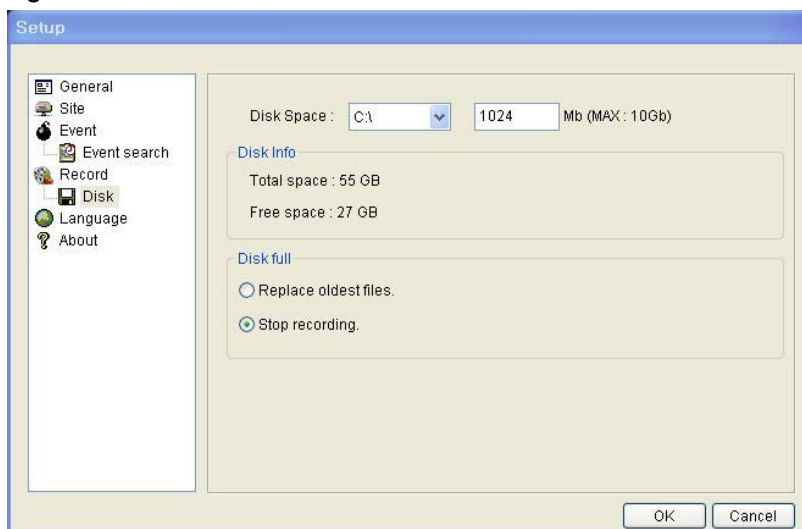 Setup
General
Site
Event
Event search
Record
Disk
Language
About
Disk Space : C:\ 1024 Mb (MAX : 10Gb)
Disk Info
Total space : 55 GB
Free space : 27 GB
Disk full
Replace oldest files.
Stop recording.
OK Cancel